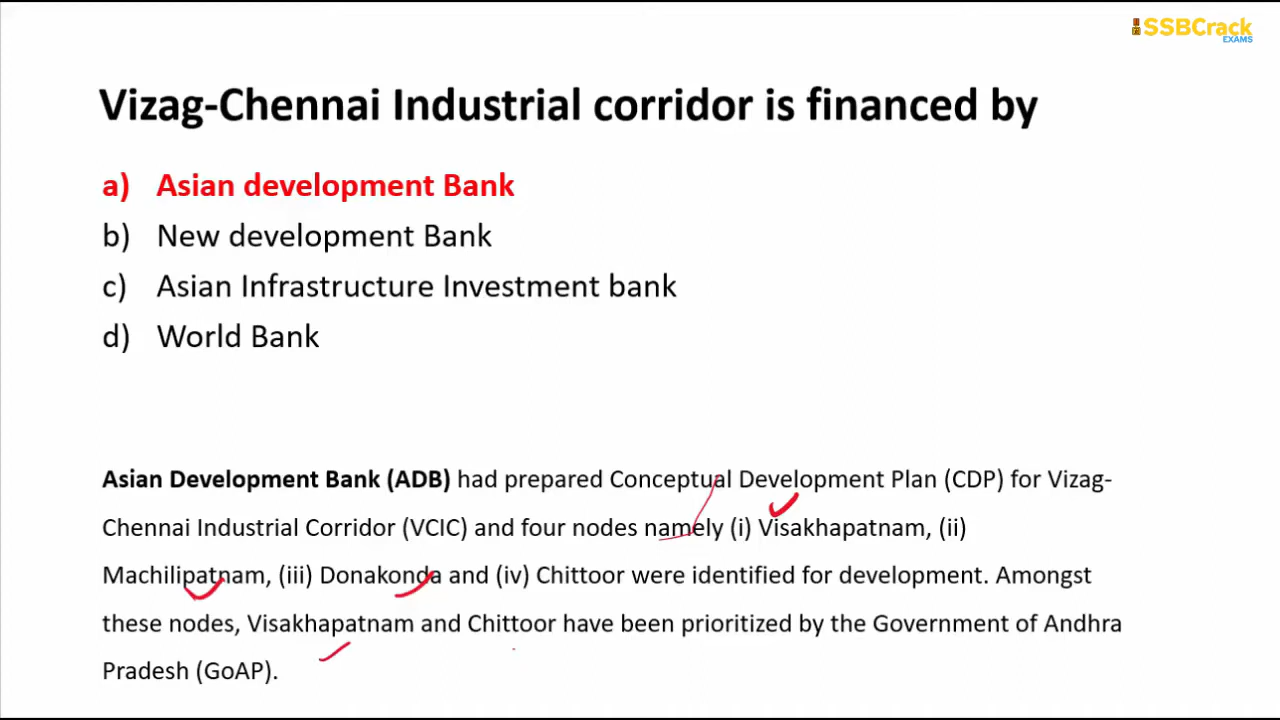 SSBCrack
EXAMS
Vizag-Chennai Industrial corridor is financed by
a) Asian development Bank
b) New development Bank
c) Asian Infrastructure Investment bank
d) World Bank
Asian Development Bank (ADB) had prepared Conceptual Development Plan (CDP) for Vizag-
Chennai Industrial Corridor (VCIC) and four nodes namely (i) Visakhapatnam, (ii)
Machilipatnam, (iii) Donakonda and (iv) Chittoor were identified for development. Amongst
these nodes, Visakhapatnam and Chittoor have been prioritized by the Government of Andhra
Pradesh (GoAP).